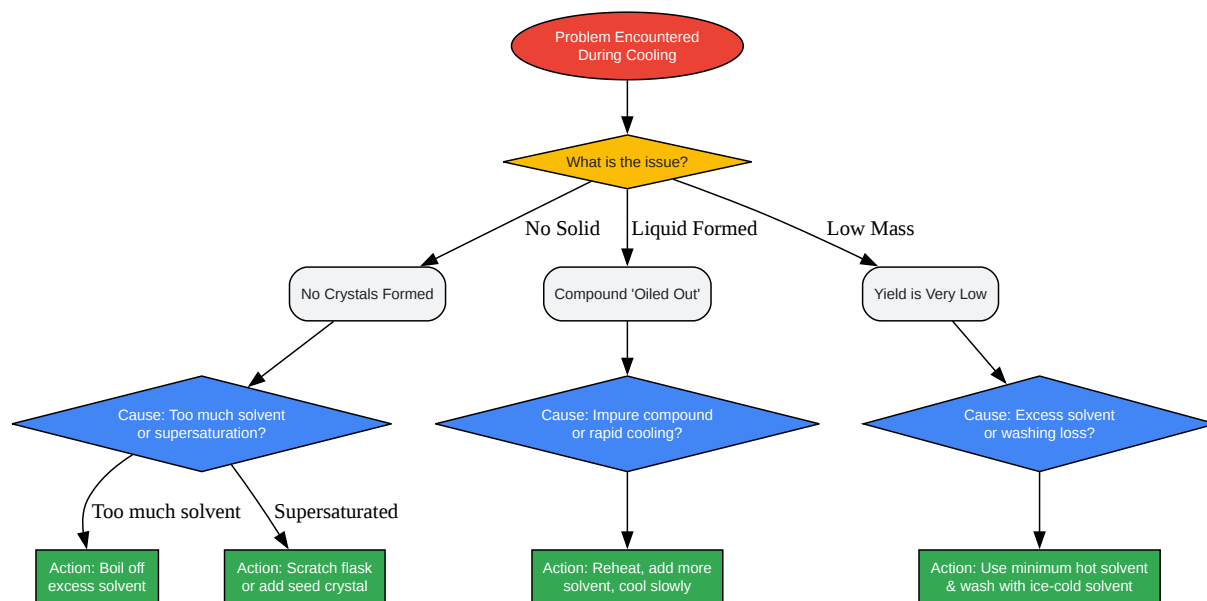 Problem Encountered
During Cooling
What is the issue?
No Solid
Liquid Formed
Low Mass
No Crystals Formed
Compound 'Oiled Out'
Yield is Very Low
Cause: Too much solvent
or supersaturation?
Cause: Impure compound
or rapid cooling?
Cause: Excess solvent
or washing loss?
Too much solvent
Supersaturated
Action: Boil off
excess solvent
Action: Scratch flask
or add seed crystal
Action: Reheat, add more
solvent, cool slowly
Action: Use minimum hot solvent
& wash with ice-cold solvent